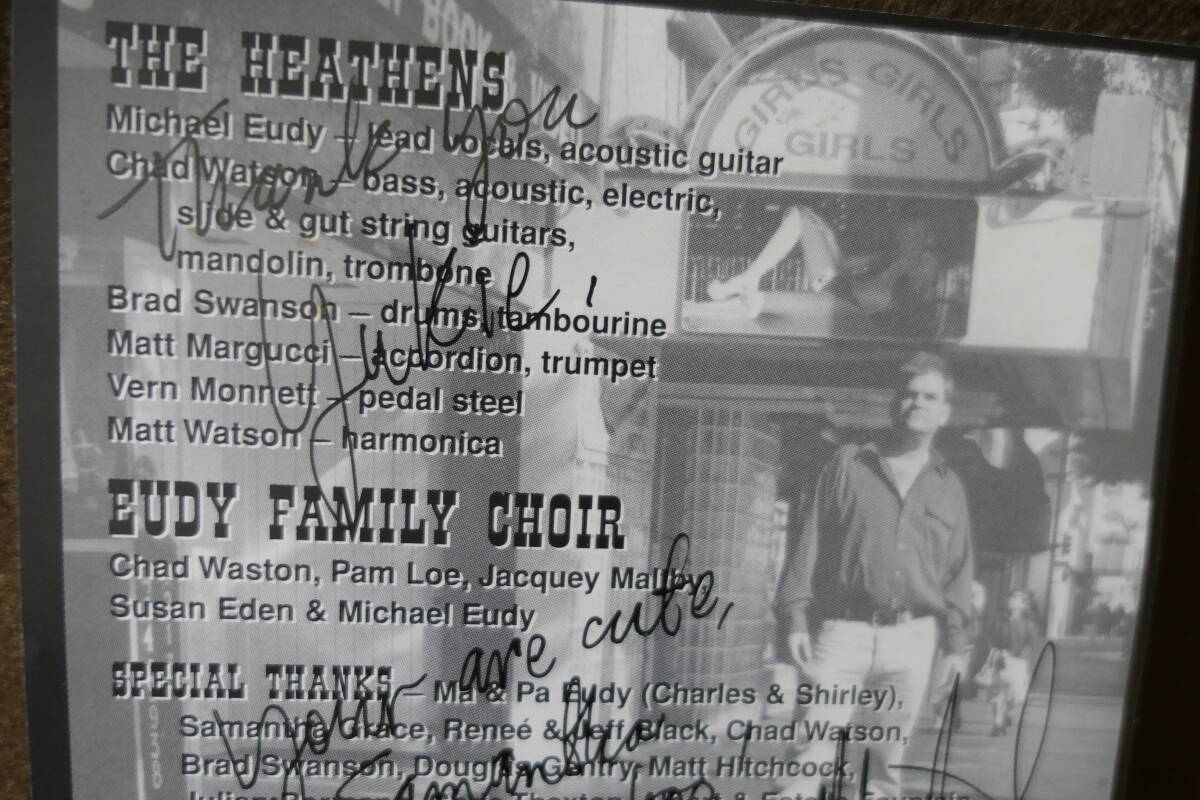 BOOK
GIRLS GIRLS
GIRLS
THE HEATHENS
Michael Eudy – lead vocals, acoustic guitar
Chad Watson – bass, acoustic, electric,
slide & gut string guitars,
mandolin, trombone
Brad Swanson – drums, tambourine
Matt Margucci – accordion, trumpet
Vern Monnett – pedal steel
Matt Watson – harmonica
EUDY FAMILY CHOIR
Chad Waston, Pam Loe, Jacquey Maltby,
Susan Eden & Michael Eudy
SPECIAL THANKS – Ma & Pa Eudy (Charles & Shirley),
Samantha Grace, Reneé & Jeff Black, Chad Watson,
Brad Swanson, Douglas Gentry, Matt Hitchcock,
Thank you
Yukie!
your are cute,